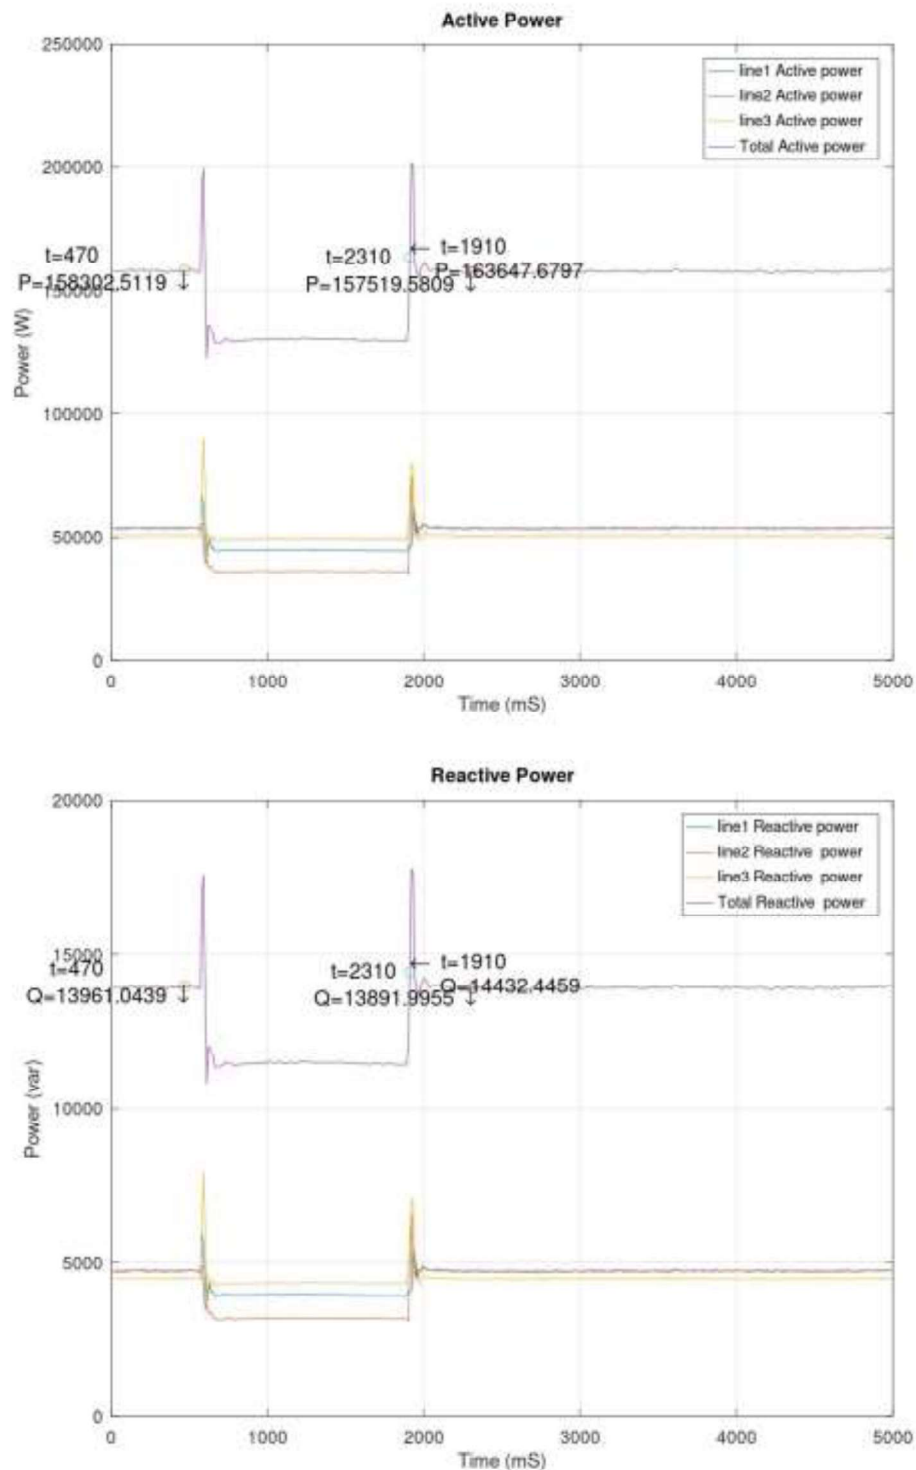 Active Power
250000
line1 Active power
line2 Active power
line3 Active power
Total Active power
200000
t=470
t=2310
← t=1910
P=158302.5119 ↓
P=157519.5809 ↓
P=163647.6797
150000
Power (W)
100000
50000
0
0 1000 2000 3000 4000 5000
Time (mS)
Reactive Power
20000
line1 Reactive power
line2 Reactive power
line3 Reactive power
Total Reactive power
15000
t=470
t=2310
← t=1910
Q=13961.0439 ↓
Q=13891.9955 ↓
Q=14432.4459
Power (var)
10000
5000
0
0 1000 2000 3000 4000 5000
Time (mS)